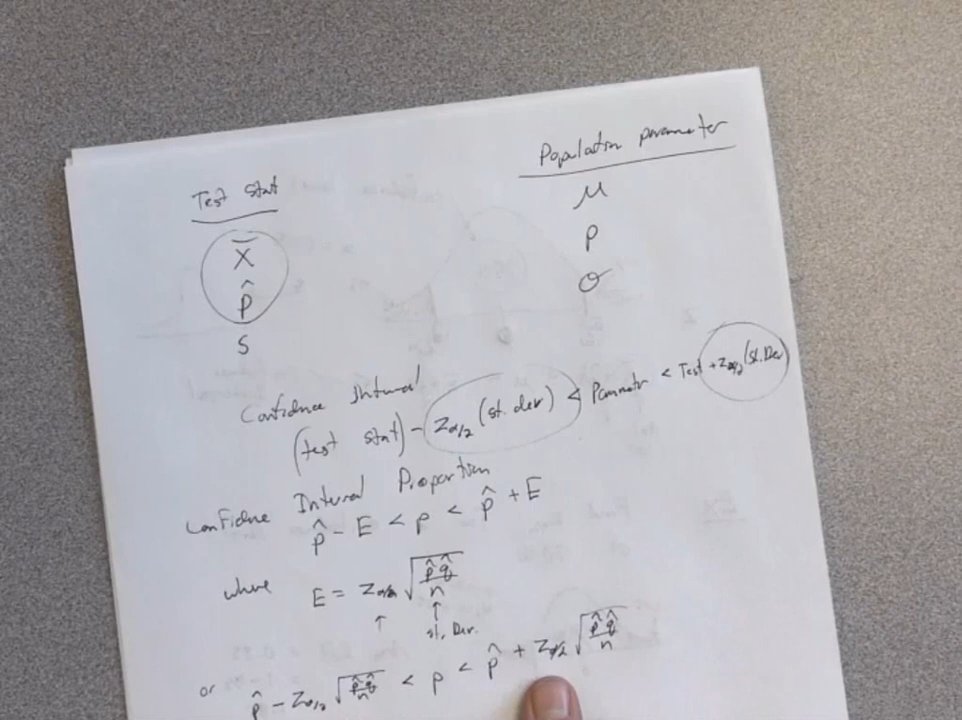 Test stat
Population parameter
x̄
μ
p̂
p
s
σ
Confidence Interval
(test stat) - Zα/2 (st. dev) < Parameter < Test + Zα/2 (St. Dev)
Confidence Interval Proportion
p̂ - E < p < p̂ + E
where E = Zα/2 √(p̂q̂/n)
↑ ↑
st. Dev.
or p̂ - Zα/2 √(p̂q̂/n) < p < p̂ + Zα/2 √(p̂q̂/n)